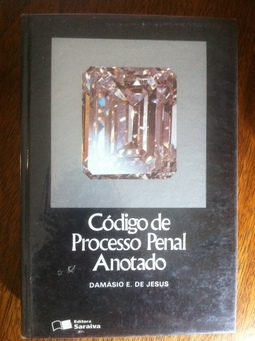 Código de
Processo Penal
Anotado
DAMÁSIO E. DE JESUS
Editora
Saraiva